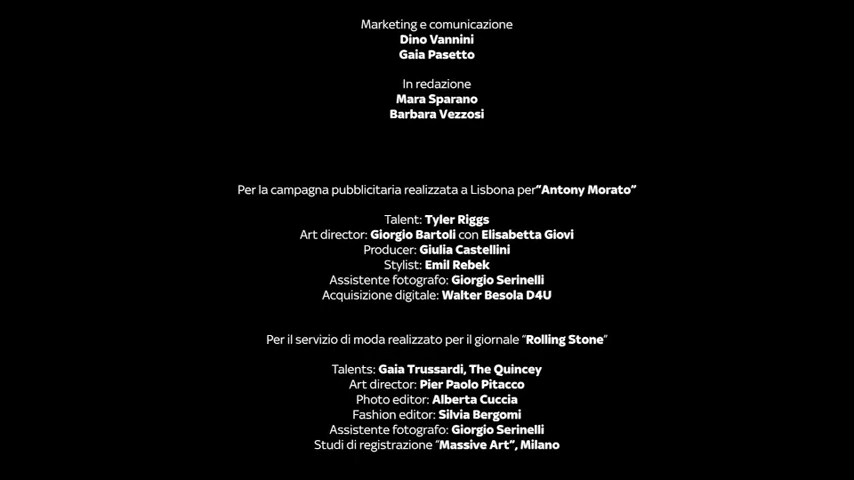 Marketing e comunicazione
Dino Vannini
Gaia Pasetto
In redazione
Mara Sparano
Barbara Vezzosi
Per la campagna pubblicitaria realizzata a Lisbona per"Antony Morato"
Talent: Tyler Riggs
Art director: Giorgio Bartoli con Elisabetta Giovi
Producer: Giulia Castellini
Stylist: Emil Rebek
Assistente fotografo: Giorgio Serinelli
Acquisizione digitale: Walter Besola D4U
Per il servizio di moda realizzato per il giornale "Rolling Stone"
Talents: Gaia Trussardi, The Quincey
Art director: Pier Paolo Pitacco
Photo editor: Alberta Cuccia
Fashion editor: Silvia Bergomi
Assistente fotografo: Giorgio Serinelli
Studi di registrazione "Massive Art", Milano